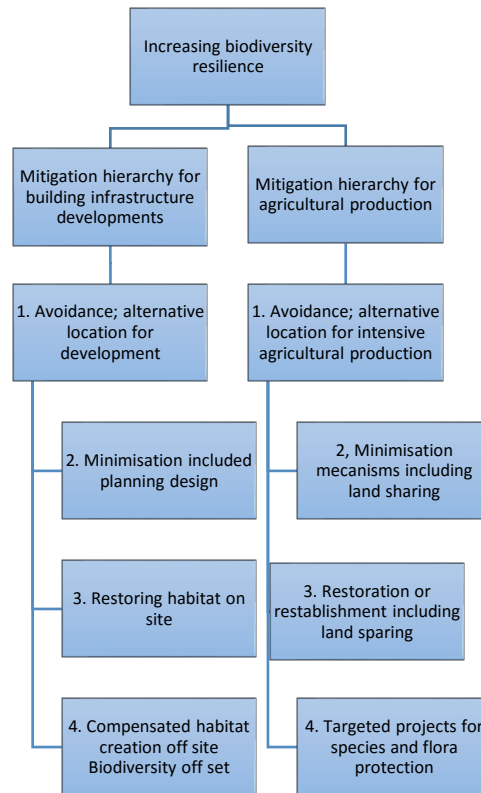 Increasing biodiversity
resilience
Mitigation hierarchy for
building infrastructure
developments
Mitigation hierarchy for
agricultural production
1. Avoidance; alternative
location for
development
1. Avoidance; alternative
location for intensive
agricultural production
2. Minimisation included
planning design
2, Minimisation
mecanisms including
land sharing
3. Restoring habitat on
site
3. Restoration or
restablishment including
land sparing
4. Compensated habitat
creation off site
Biodiversity off set
4. Targeted projects for
species and flora
protection